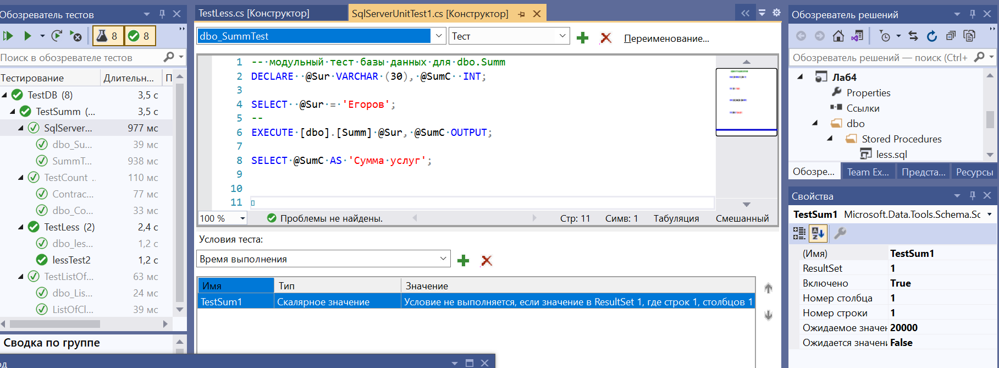 Обозреватель тестов
8
8
Поиск в обозревателе тестов
Тестирование Длительн... П
TestDB (8) 3,5 с
TestSumm (... 3,5 с
SqlServer... 977 мс
dbo_Su... 39 мс
SummT... 938 мс
TestCount .. 110 мс
Contrac... 77 мс
dbo_Co... 33 мс
TestLess (2) 2,4 с
dbo_les... 1,2 с
lessTest2 1,2 с
TestListOf... 63 мс
dbo_Lis... 24 мс
ListOfCl... 39 мс
Сводка по группе
TestLess.cs [Конструктор]
SqlServerUnitTest1.cs [Конструктор]
dbo_SummTest
Тест
Переименование...
1 -- модульный тест базы данных для dbo.Summ
2 DECLARE @Sur VARCHAR (30), @SumC INT;
3
4 SELECT @Sur = 'Егоров';
5 --
6 EXECUTE [dbo].[Summ] @Sur, @SumC OUTPUT;
7
8 SELECT @SumC AS 'Сумма услуг';
9
10
11
100 %
Проблемы не найдены.
Стр: 11 Симв: 1 Табуляция Смешанный
Условия теста:
Время выполнения
Имя Тип Значение
TestSum1 Скалярное значение Условие не выполняется, если значение в ResultSet 1, где строк 1, столбцов 1
Обозреватель решений
Обозреватель решений — поиск (Ctrl+
Лаб4
Properties
Ссылки
dbo
Stored Procedures
less.sql
Обозре... Team Ex... Предста... Ресурсы
Свойства
TestSum1 Microsoft.Data.Tools.Schema.Sc
(Имя) TestSum1
ResultSet 1
Включено True
Номер столбца 1
Номер строки 1
Ожидаемое значен 20000
Ожидается значени False